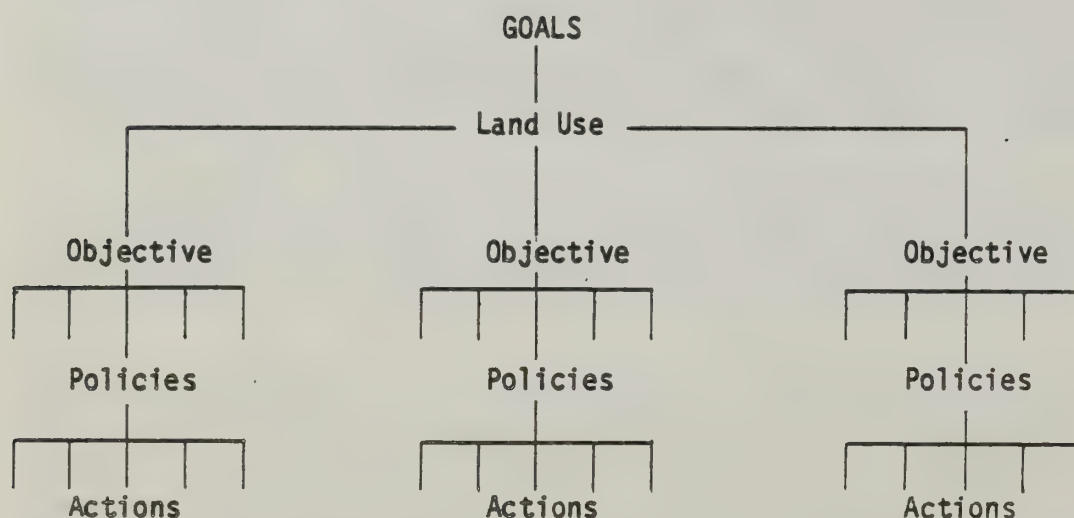 GOALS
Land Use
Objective Objective Objective
Policies Policies Policies
Actions Actions Actions